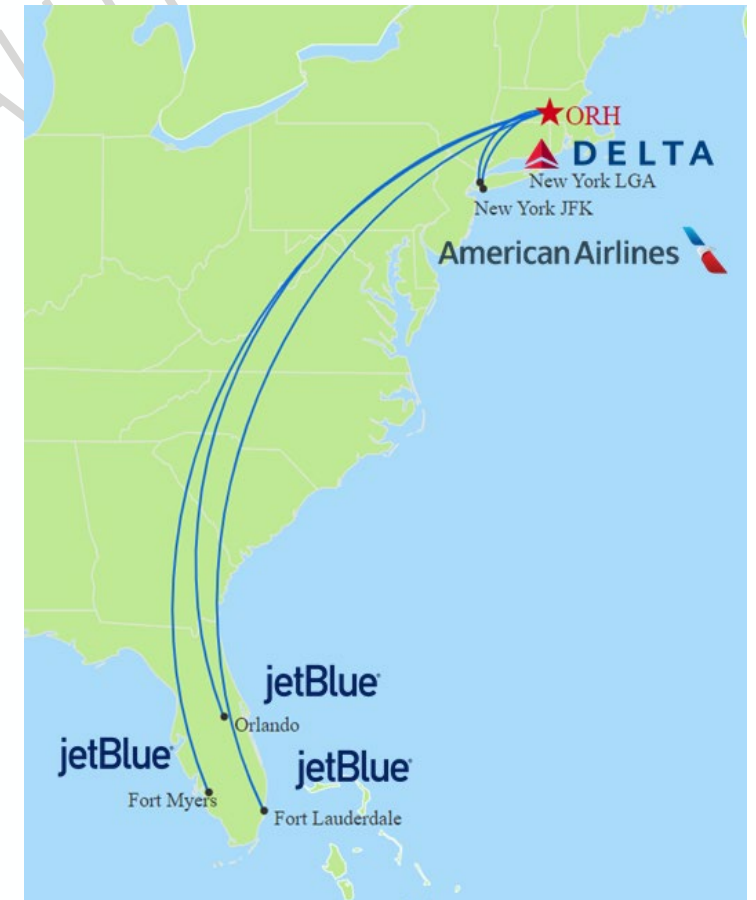 ORH
DELTA
New York LGA
New York JFK
American Airlines
jetBlue
Orlando
jetBlue
jetBlue
Fort Myers
Fort Lauderdale